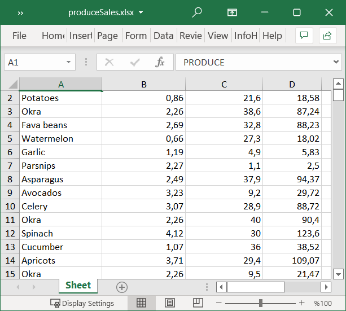 ›› produceSales.xlsx
File Home Insert Page Form Data Revie View InfoH Help
A1 fx PRODUCE
A B C D
2 Potatoes 0,86 21,6 18,58
3 Okra 2,26 38,6 87,24
4 Fava beans 2,69 32,8 88,23
5 Watermelon 0,66 27,3 18,02
6 Garlic 1,19 4,9 5,83
7 Parsnips 2,27 1,1 2,5
8 Asparagus 2,49 37,9 94,37
9 Avocados 3,23 9,2 29,72
10 Celery 3,07 28,9 88,72
11 Okra 2,26 40 90,4
12 Spinach 4,12 30 123,6
13 Cucumber 1,07 36 38,52
14 Apricots 3,71 29,4 109,07
15 Okra 2,26 9,5 21,47
Sheet
Display Settings %100